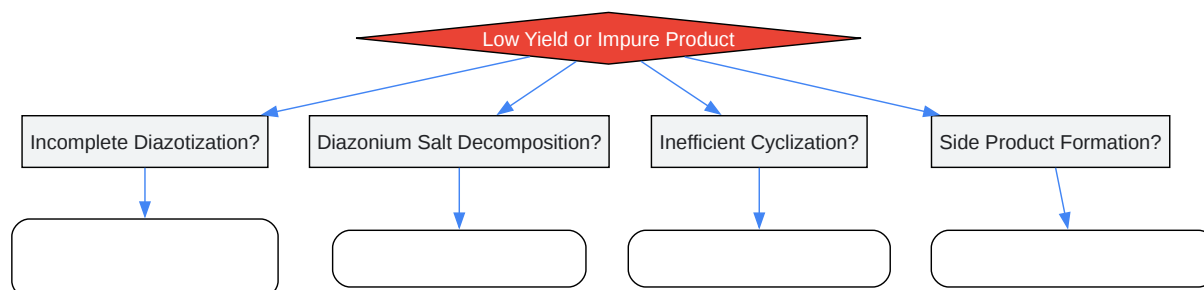 Low Yield or Impure Product
Incomplete Diazotization?
Diazonium Salt Decomposition?
Inefficient Cyclization?
Side Product Formation?